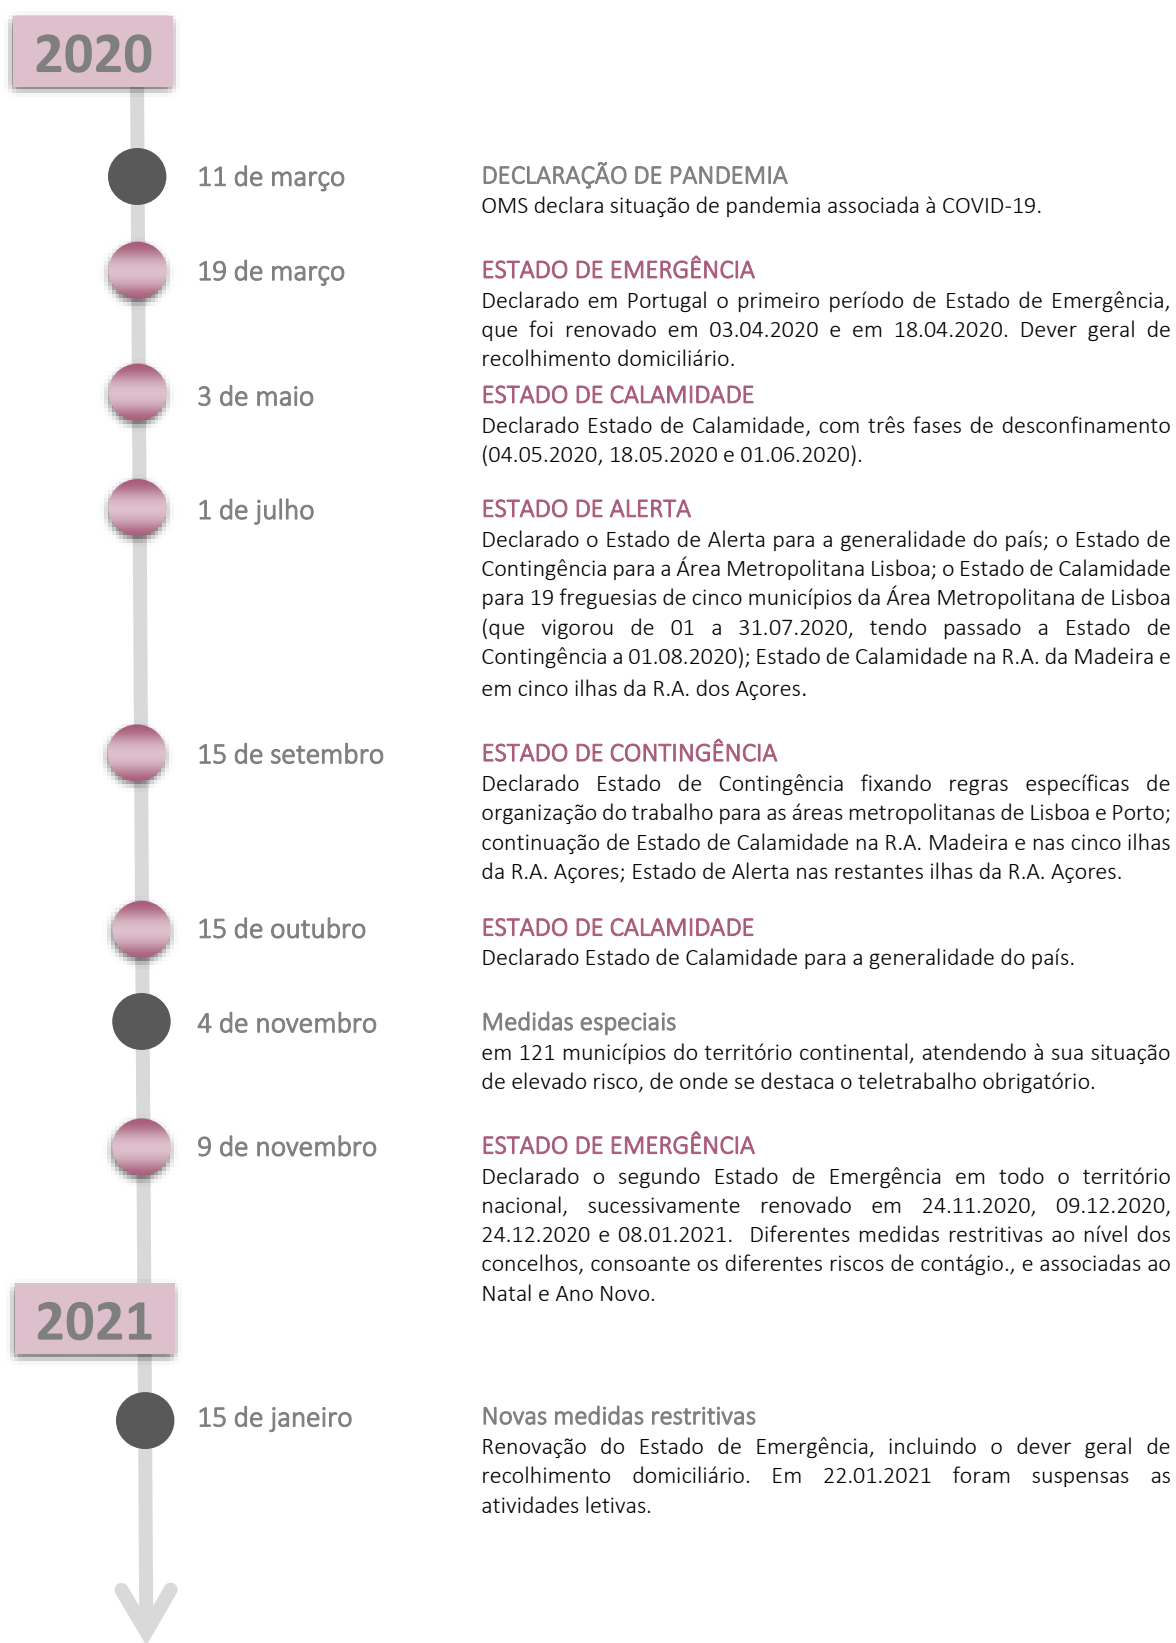 2020
11 de março
DECLARAÇÃO DE PANDEMIA
OMS declara situação de pandemia associada à COVID-19.
19 de março
ESTADO DE EMERGÊNCIA
Declarado em Portugal o primeiro período de Estado de Emergência,
que foi renovado em 03.04.2020 e em 18.04.2020. Dever geral de
recolhimento domiciliário.
3 de maio
ESTADO DE CALAMIDADE
Declarado Estado de Calamidade, com três fases de desconfinamento
(04.05.2020, 18.05.2020 e 01.06.2020).
1 de julho
ESTADO DE ALERTA
Declarado o Estado de Alerta para a generalidade do país; o Estado de
Contingência para a Área Metropolitana Lisboa; o Estado de Calamidade
para 19 freguesias de cinco municípios da Área Metropolitana de Lisboa
(que vigorou de 01 a 31.07.2020, tendo passado a Estado de
Contingência a 01.08.2020); Estado de Calamidade na R.A. da Madeira e
em cinco ilhas da R.A. dos Açores.
15 de setembro
ESTADO DE CONTINGÊNCIA
Declarado Estado de Contingência fixando regras específicas de
organização do trabalho para as áreas metropolitanas de Lisboa e Porto;
continuação de Estado de Calamidade na R.A. Madeira e nas cinco ilhas
da R.A. Açores; Estado de Alerta nas restantes ilhas da R.A. Açores.
15 de outubro
ESTADO DE CALAMIDADE
Declarado Estado de Calamidade para a generalidade do país.
4 de novembro
Medidas especiais
em 121 municípios do território continental, atendendo à sua situação
de elevado risco, de onde se destaca o teletrabalho obrigatório.
9 de novembro
ESTADO DE EMERGÊNCIA
Declarado o segundo Estado de Emergência em todo o território
nacional, sucessivamente renovado em 24.11.2020, 09.12.2020,
24.12.2020 e 08.01.2021. Diferentes medidas restritivas ao nível dos
concelhos, consoante os diferentes riscos de contágio., e associadas ao
Natal e Ano Novo.
2021
15 de janeiro
Novas medidas restritivas
Renovação do Estado de Emergência, incluindo o dever geral de
recolhimento domiciliário. Em 22.01.2021 foram suspensas as
atividades letivas.